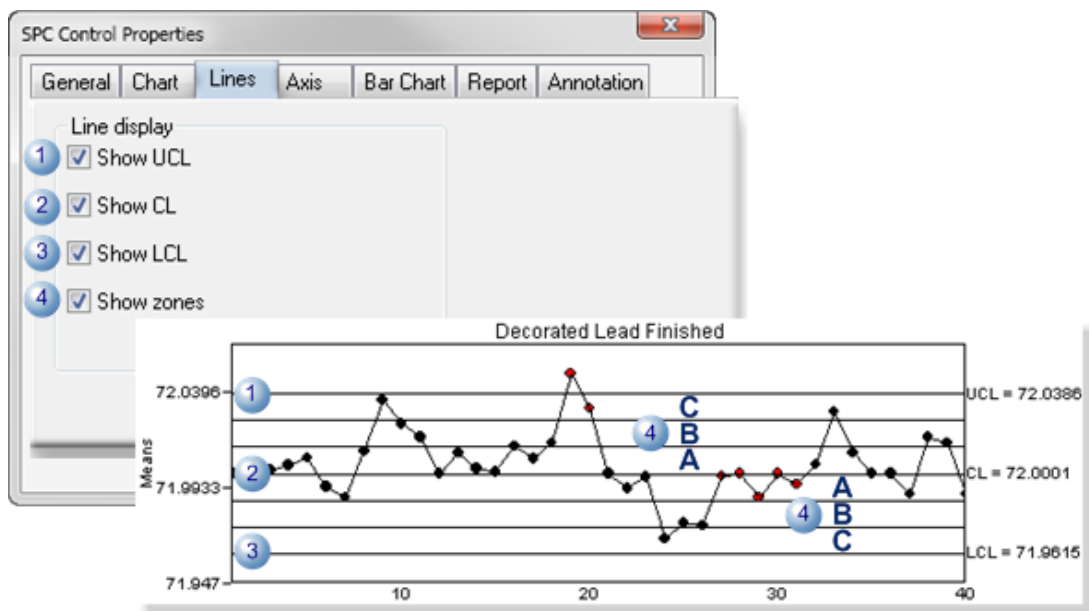 SPC Control Properties
General Chart Lines Axis Bar Chart Report Annotation
Line display
1 Show UCL
2 Show CL
3 Show LCL
4 Show zones
Decorated Lead Finished
72.0396 1 UCL = 72.0386
C
4 B
A
Means
2 CL = 72.0001
71.9933
A
4 B
C
3 LCL = 71.9615
71.947
10 20 30 40